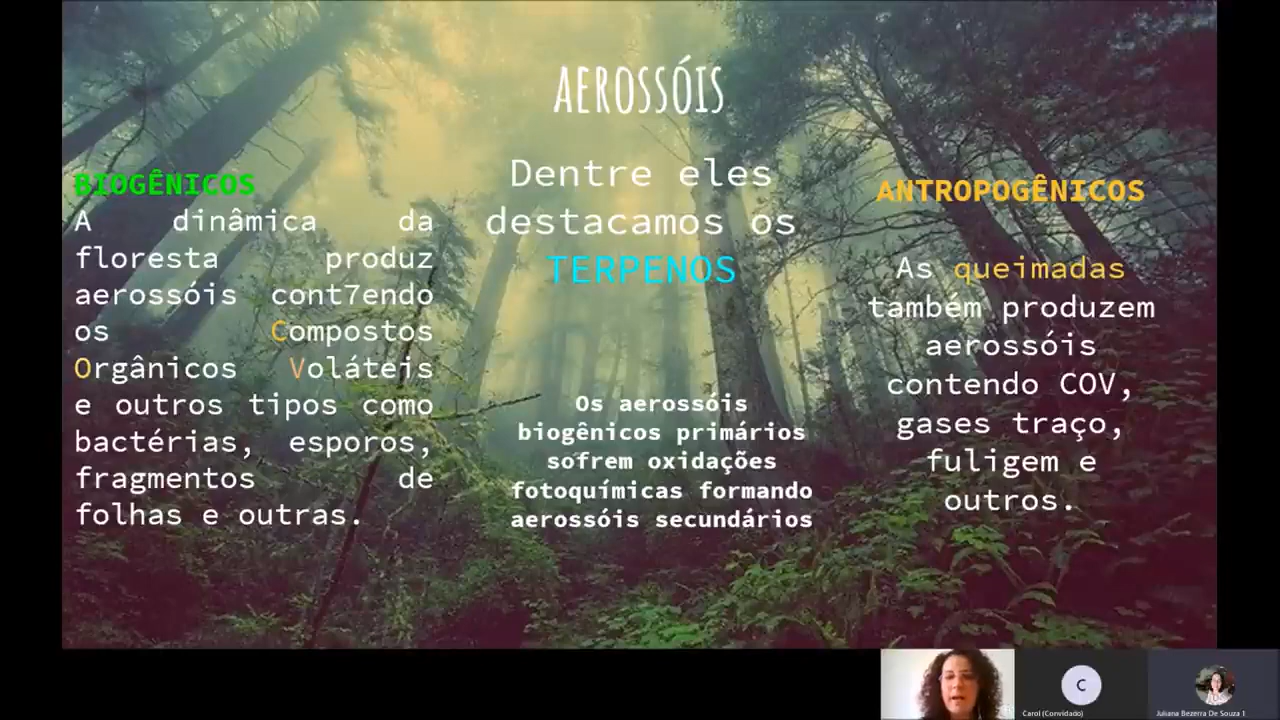 AEROSSÓIS
BIOGÊNICOS
A dinâmica da
floresta produz
aerossóis cont7endo
os Compostos
Orgânicos Voláteis
e outros tipos como
bactérias, esporos,
fragmentos de
folhas e outras.
Dentre eles
destacamos os
TERPENOS
Os aerossóis
biogênicos primários
sofrem oxidações
fotoquímicas formando
aerossóis secundários
ANTROPOGÊNICOS
As queimadas
também produzem
aerossóis
contendo COV,
gases traço,
fuligem e
outros.
C
Carol (Convidado)
Juliana Bezerra De Souza 1